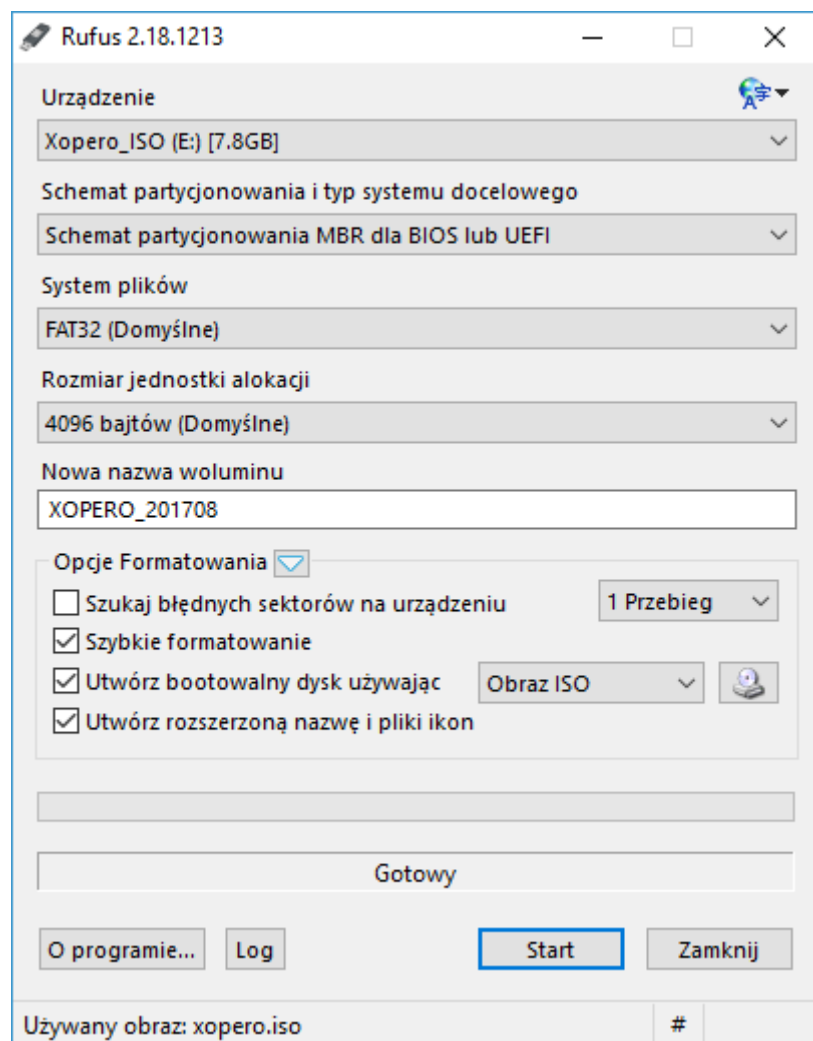 Rufus 2.18.1213
Urządzenie
Xopero_ISO (E:) [7.8GB]
Schemat partycjonowania i typ systemu docelowego
Schemat partycjonowania MBR dla BIOS lub UEFI
System plików
FAT32 (Domyślne)
Rozmiar jednostki alokacji
4096 bajtów (Domyślne)
Nowa nazwa woluminu
XOPERO_201708
Opcje Formatowania
Szukaj błędnych sektorów na urządzeniu 1 Przebieg
Szybkie formatowanie
Utwórz bootowalny dysk używając Obraz ISO
Utwórz rozszerzoną nazwę i pliki ikon
Gotowy
O programie... Log Start Zamknij
Używany obraz: xopero.iso #